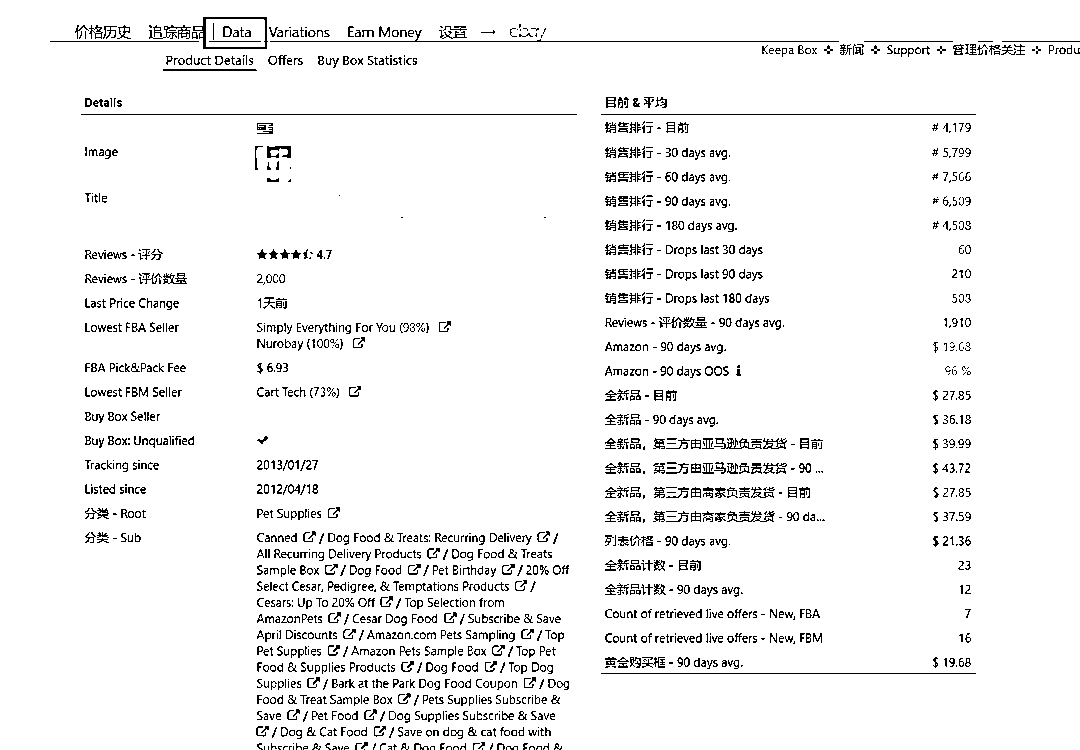 价格历史 追踪商品 Data Variations Earn Money 设置 → ebay
Keepa Box ✜ 新闻 ✜ Support ✜ 管理价格关注 ✜ Produ
Product Details Offers Buy Box Statistics
Details
Image
Title
Reviews - 评分 ★★★★⯪ 4.7
Reviews - 评价数量 2,000
Last Price Change 1天前
Lowest FBA Seller Simply Everything For You (98%)
Nurobay (100%)
FBA Pick&Pack Fee $ 6.93
Lowest FBM Seller Cart Tech (73%)
Buy Box Seller
Buy Box: Unqualified ✔
Tracking since 2013/01/27
Listed since 2012/04/18
分类 - Root Pet Supplies
分类 - Sub Canned / Dog Food & Treats: Recurring Delivery /
All Recurring Delivery Products / Dog Food & Treats
Sample Box / Dog Food / Pet Birthday / 20% Off
Select Cesar, Pedigree, & Temptations Products /
Cesars: Up To 20% Off / Top Selection from
AmazonPets / Cesar Dog Food / Subscribe & Save
April Discounts / Amazon.com Pets Sampling / Top
Pet Supplies / Amazon Pets Sample Box / Top Pet
Food & Supplies Products / Dog Food / Top Dog
Supplies / Bark at the Park Dog Food Coupon / Dog
Food & Treat Sample Box / Pets Supplies Subscribe &
Save / Pet Food / Dog Supplies Subscribe & Save
/ Dog & Cat Food / Save on dog & cat food with
Subscribe & Save / Cat & Dog Food / Dog Food &
目前 & 平均
销售排行 - 目前 # 4,179
销售排行 - 30 days avg. # 5,799
销售排行 - 60 days avg. # 7,566
销售排行 - 90 days avg. # 6,509
销售排行 - 180 days avg. # 4,508
销售排行 - Drops last 30 days 60
销售排行 - Drops last 90 days 210
销售排行 - Drops last 180 days 503
Reviews - 评价数量 - 90 days avg. 1,910
Amazon - 90 days avg. $ 19.68
Amazon - 90 days OOS ℹ 96 %
全新品 - 目前 $ 27.85
全新品 - 90 days avg. $ 36.18
全新品，第三方由亚马逊负责发货 - 目前 $ 39.99
全新品，第三方由亚马逊负责发货 - 90 ... $ 43.72
全新品，第三方由商家负责发货 - 目前 $ 27.85
全新品，第三方由商家负责发货 - 90 da... $ 37.59
列表价格 - 90 days avg. $ 21.36
全新品计数 - 目前 23
全新品计数 - 90 days avg. 12
Count of retrieved live offers - New, FBA 7
Count of retrieved live offers - New, FBM 16
黄金购买框 - 90 days avg. $ 19.68